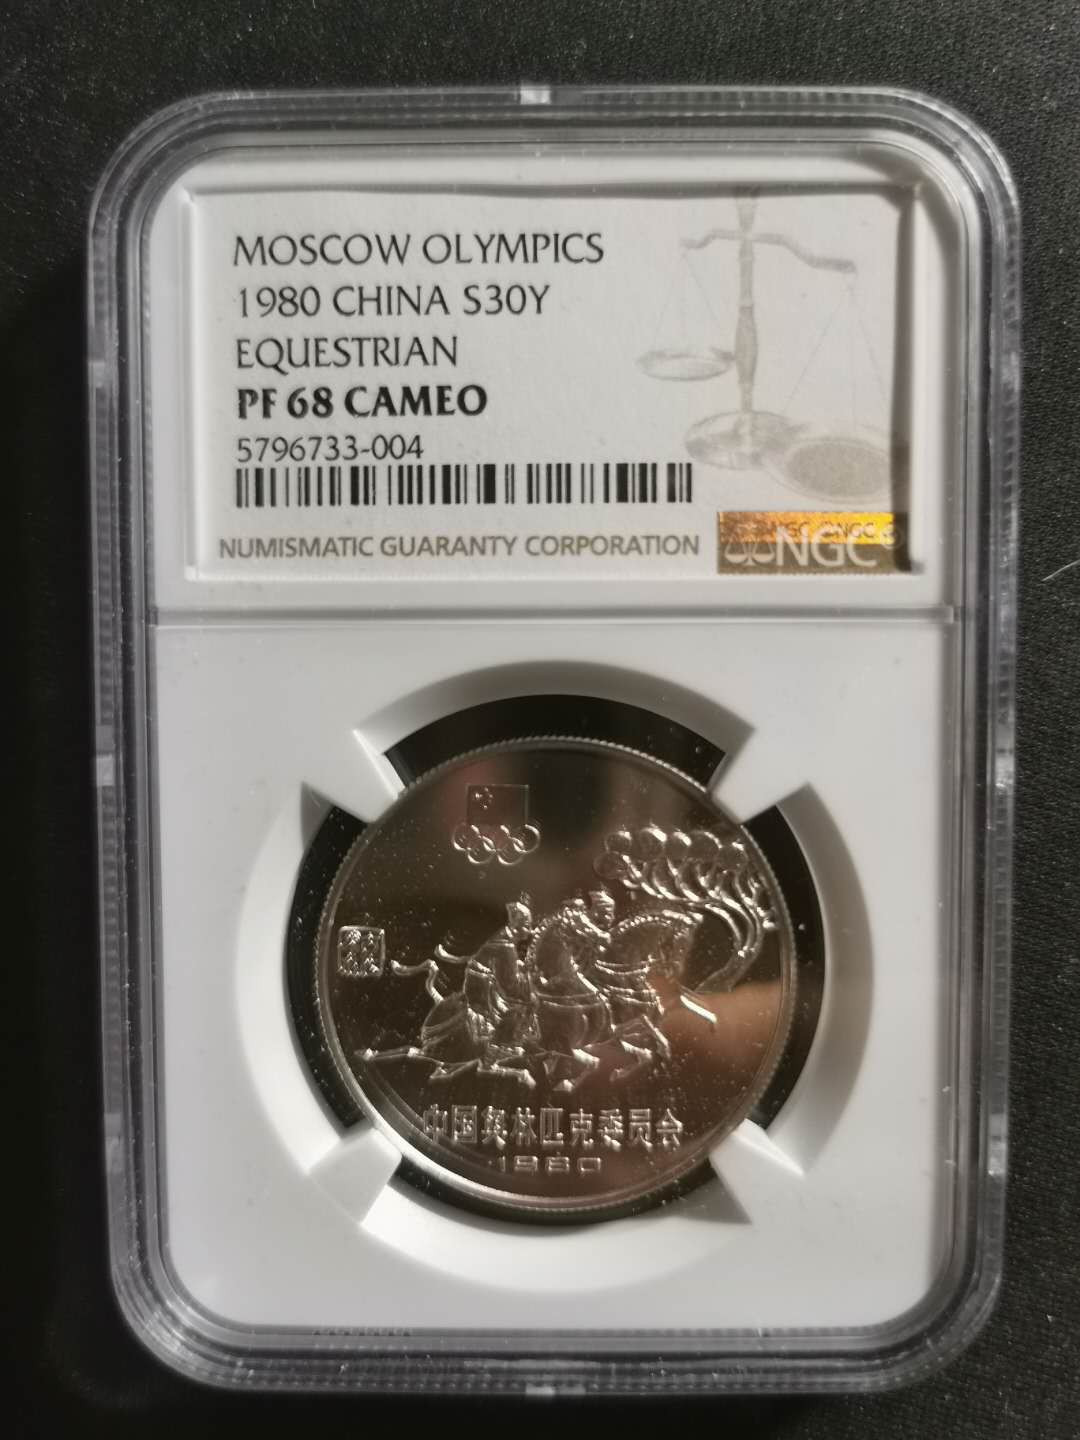 MOSCOW OLYMPICS
1980 CHINA S30Y
EQUESTRIAN
PF 68 CAMEO
5796733-004
NUMISMATIC GUARANTY CORPORATION
NGC
中国奥林匹克委员会
1980